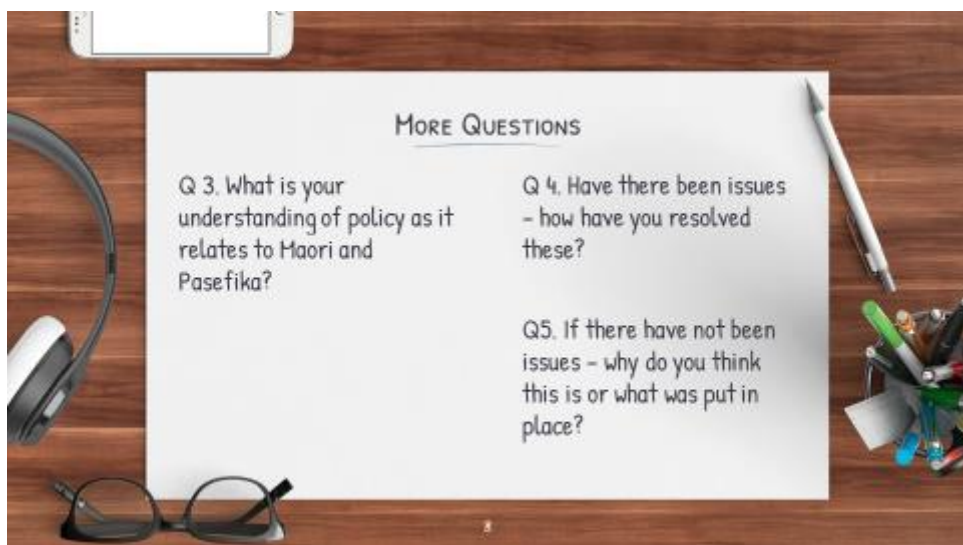 More Questions
Q 3. What is your
understanding of policy as it
relates to Maori and
Pasefika?
Q 4. Have there been issues
– how have you resolved
these?
Q5. If there have not been
issues – why do you think
this is or what was put in
place?
8